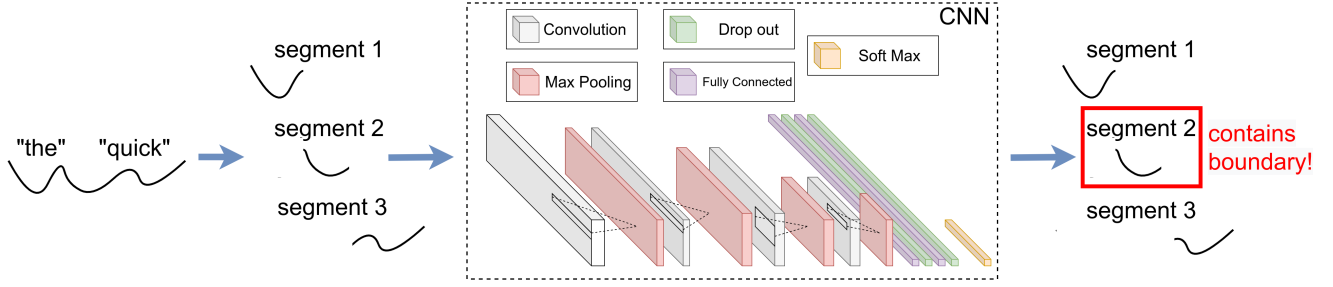 "the" "quick"
segment 1
segment 2
segment 3
CNN
Convolution
Drop out
Soft Max
Max Pooling
Fully Connected
segment 1
segment 2
contains
boundary!
segment 3